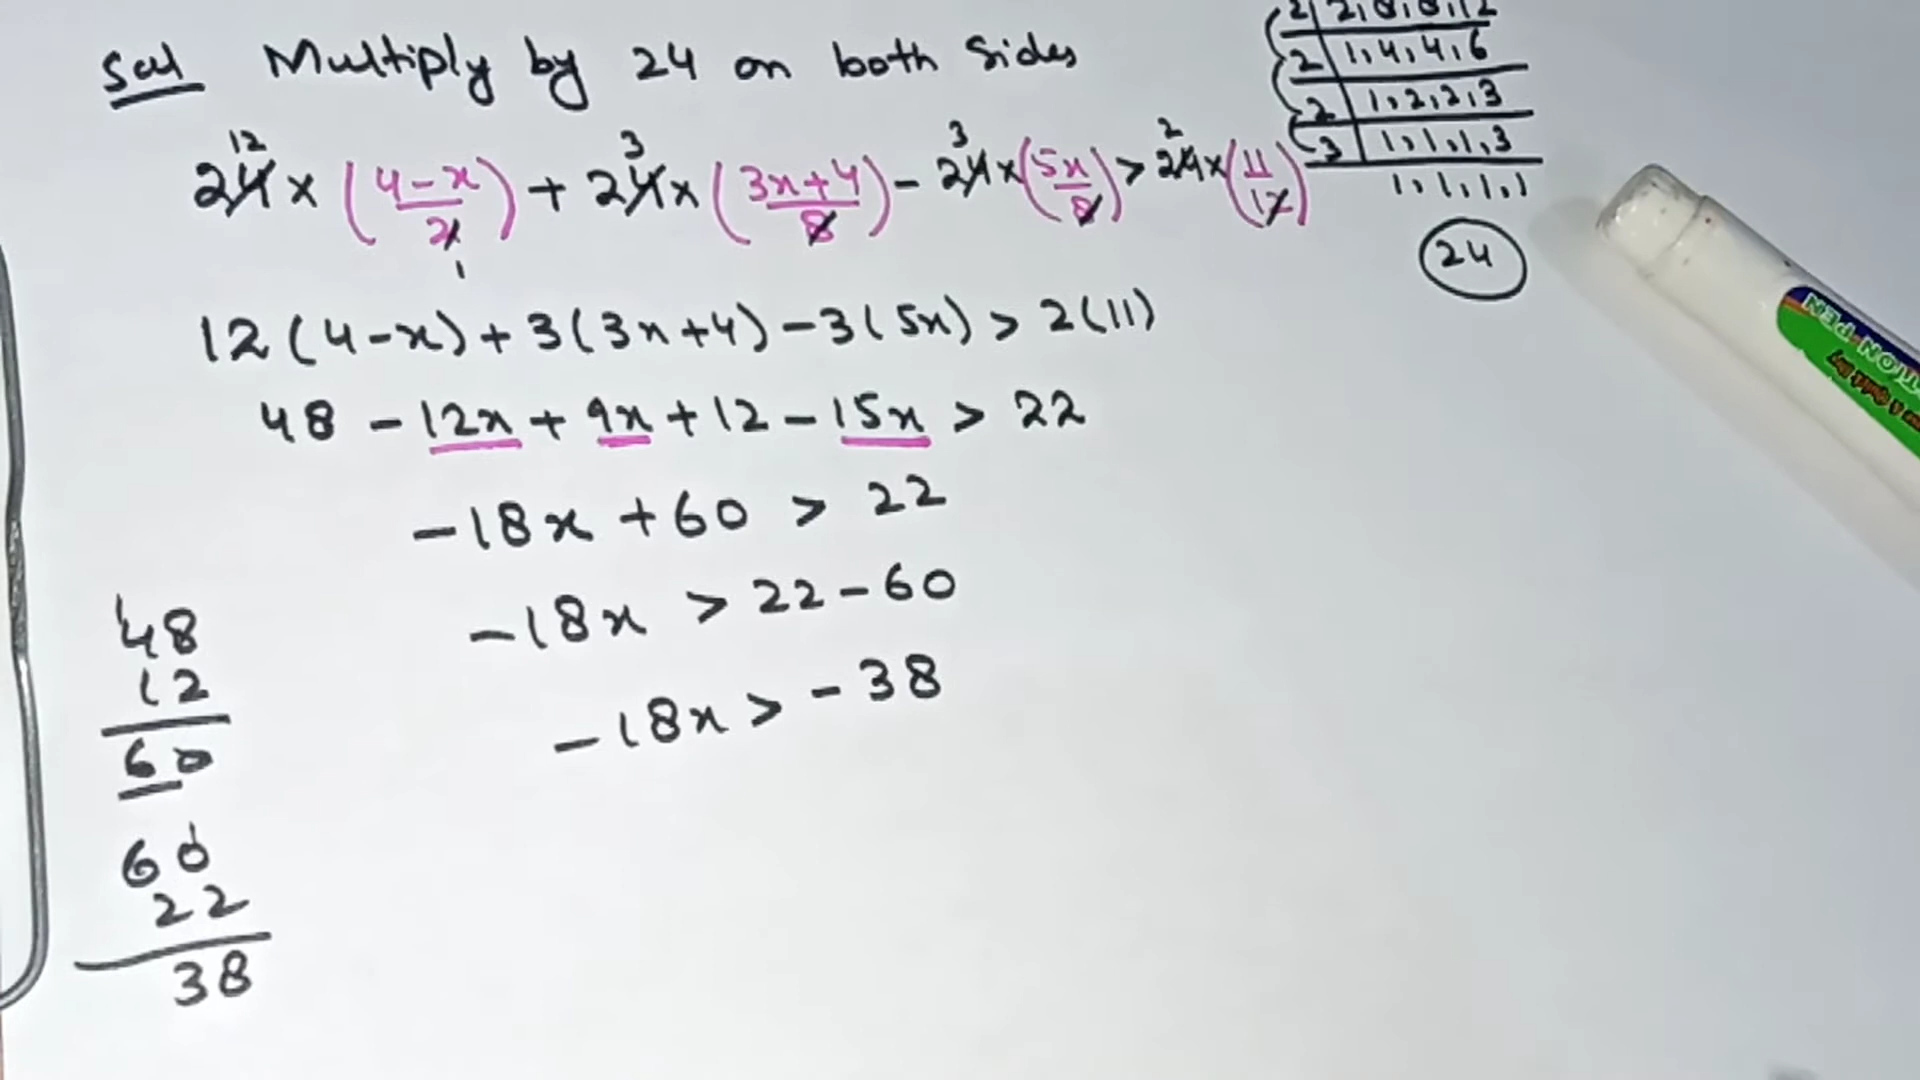 Sol Multiply by 24 on both sides
12 3 3 2
24 × (4-x/2) + 24 × (3x+4/8) - 24 × (5x/8) > 24 × (11/12)
1
12(4-x)+3(3x+4)-3(5x) > 2(11)
48 - 12x + 9x + 12 - 15x > 22
-18x + 60 > 22
-18x > 22-60
-18x > -38
2 | 2, 8, 8, 12
2 | 1, 4, 4, 6
2 | 1, 2, 2, 3
3 | 1, 1, 1, 3
1, 1, 1, 1
24
1
48
12
60
60
22
38
PEN